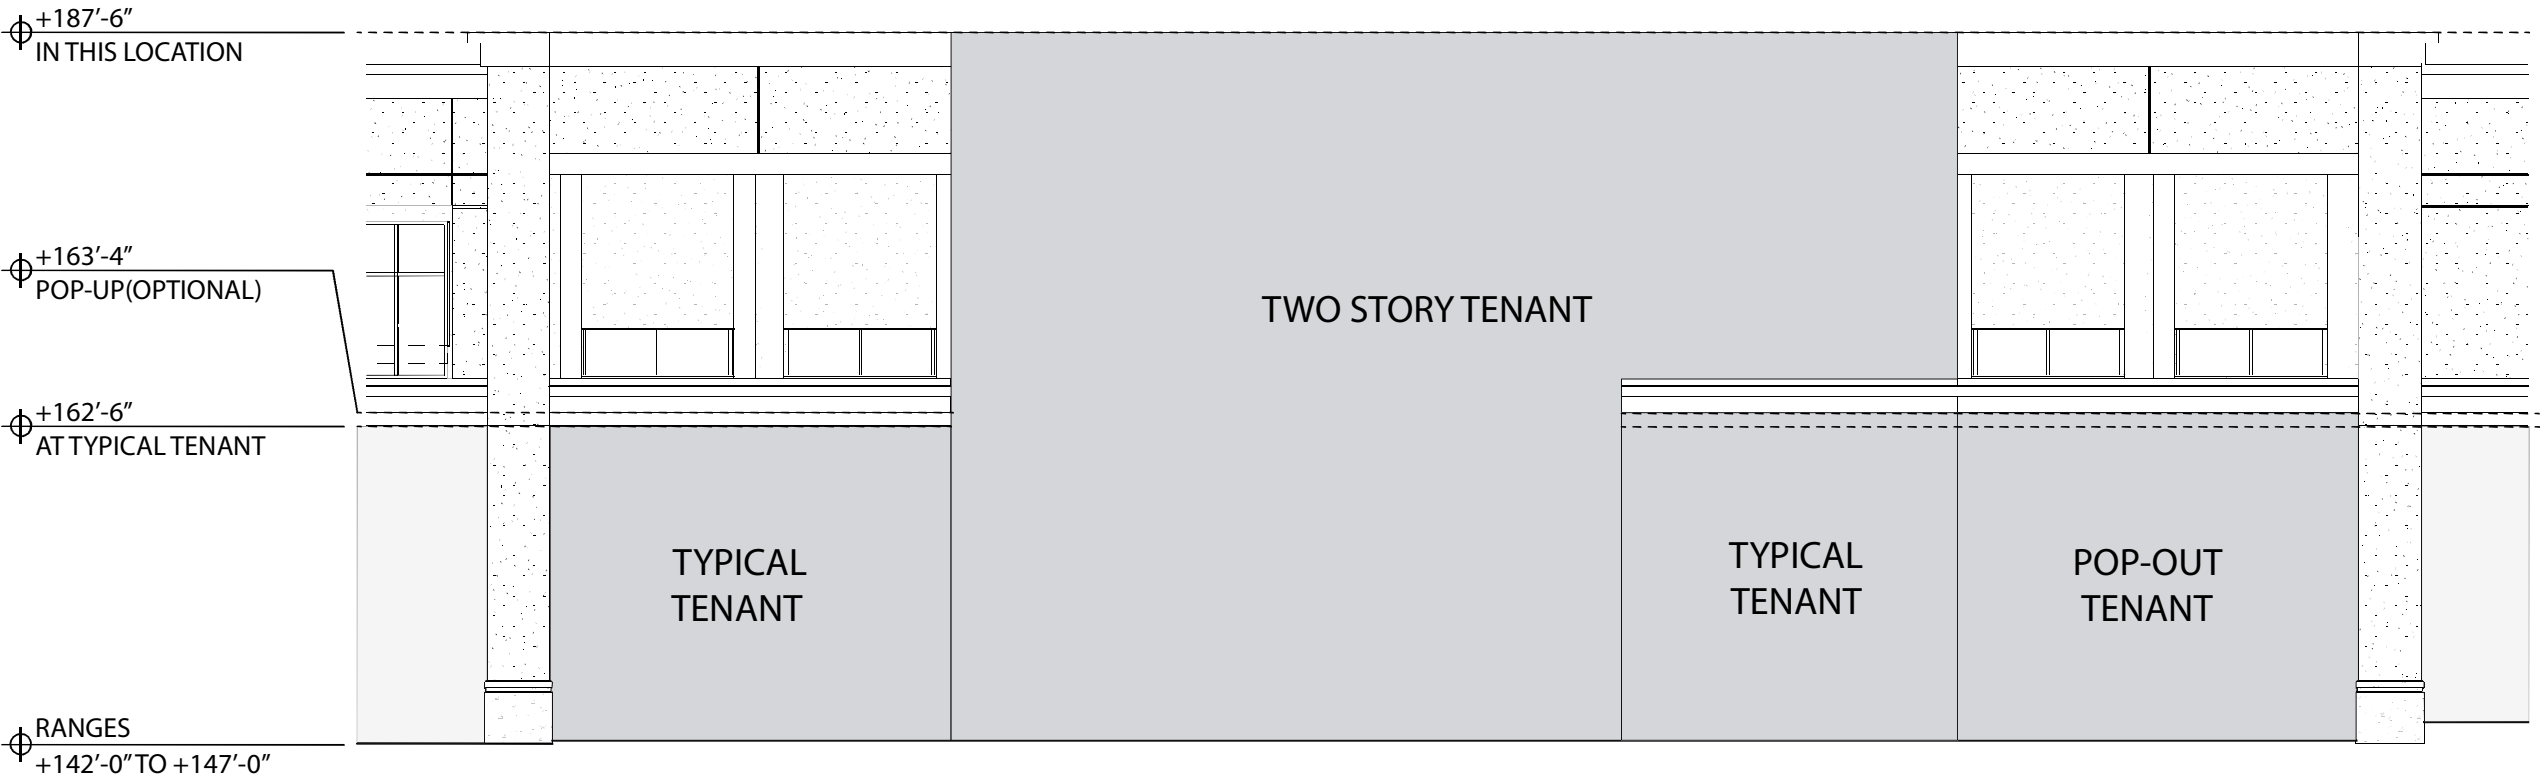 +187’-6”
IN THIS LOCATION
+163’-4”
POP-UP(OPTIONAL)
+162’-6”
AT TYPICAL TENANT
RANGES
+142’-0” TO +147’-0”
TWO STORY TENANT
TYPICAL
TENANT
TYPICAL
TENANT
POP-OUT
TENANT